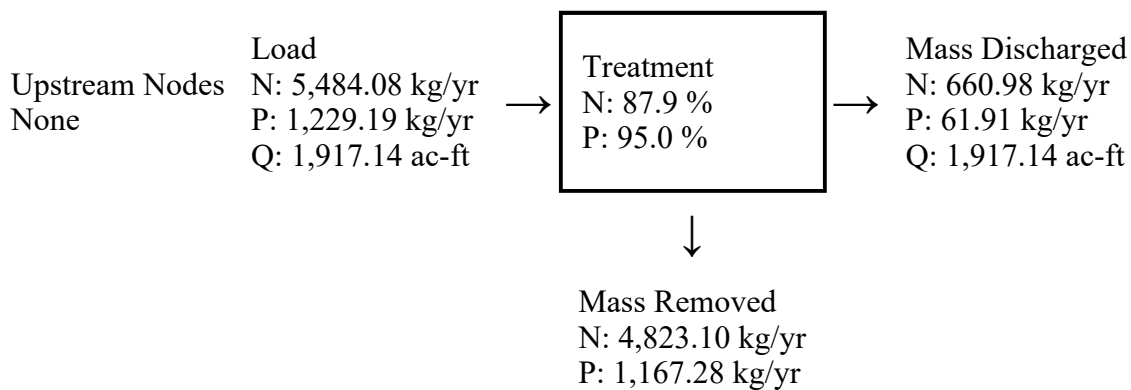 Upstream Nodes
None
Load
N: 5,484.08 kg/yr
P: 1,229.19 kg/yr
Q: 1,917.14 ac-ft
→
Treatment
N: 87.9 %
P: 95.0 %
→
Mass Discharged
N: 660.98 kg/yr
P: 61.91 kg/yr
Q: 1,917.14 ac-ft
↓
Mass Removed
N: 4,823.10 kg/yr
P: 1,167.28 kg/yr